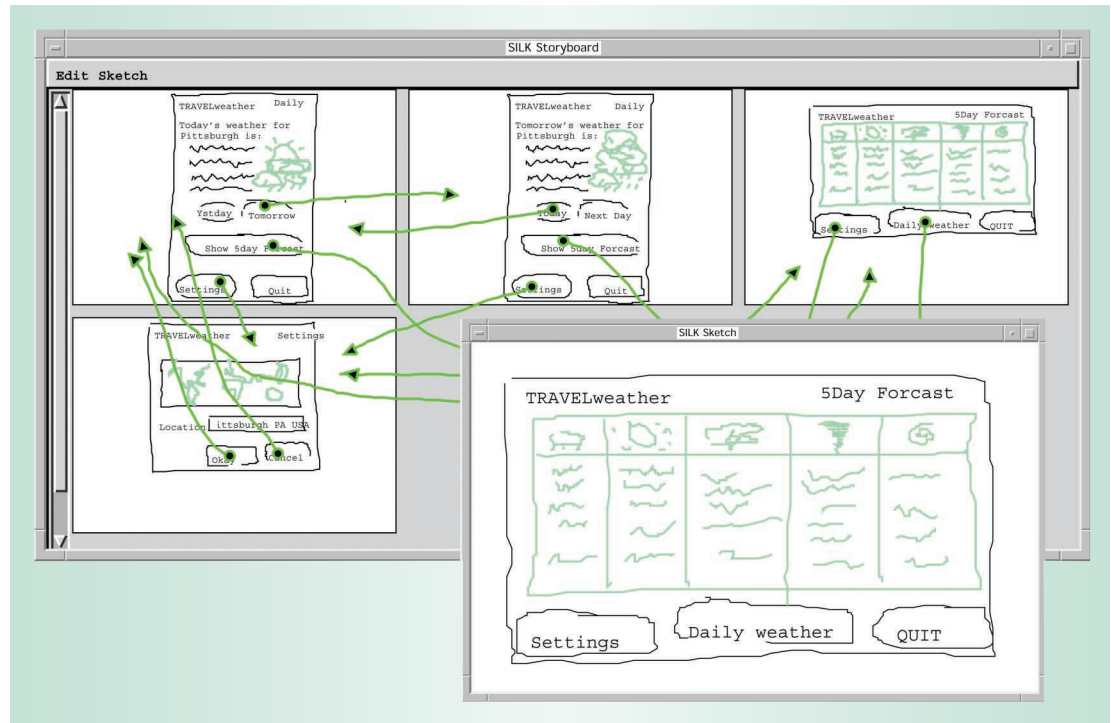 SILK Storyboard
Edit Sketch
TRAVELweather Daily
Today's weather for
Pittsburgh is:
Ystday Tomorrow
Show 5day Forcast
Settings Quit
TRAVELweather Daily
Tomorrow's weather for
Pittsburgh is:
Today Next Day
Show 5day Forcast
Settings Quit
TRAVELweather 5Day Forcast
Settings Daily weather QUIT
TRAVELweather Settings
Location: ittsburgh PA USA
Okay Cancel
SILK Sketch
TRAVELweather 5Day Forcast
Settings Daily weather QUIT